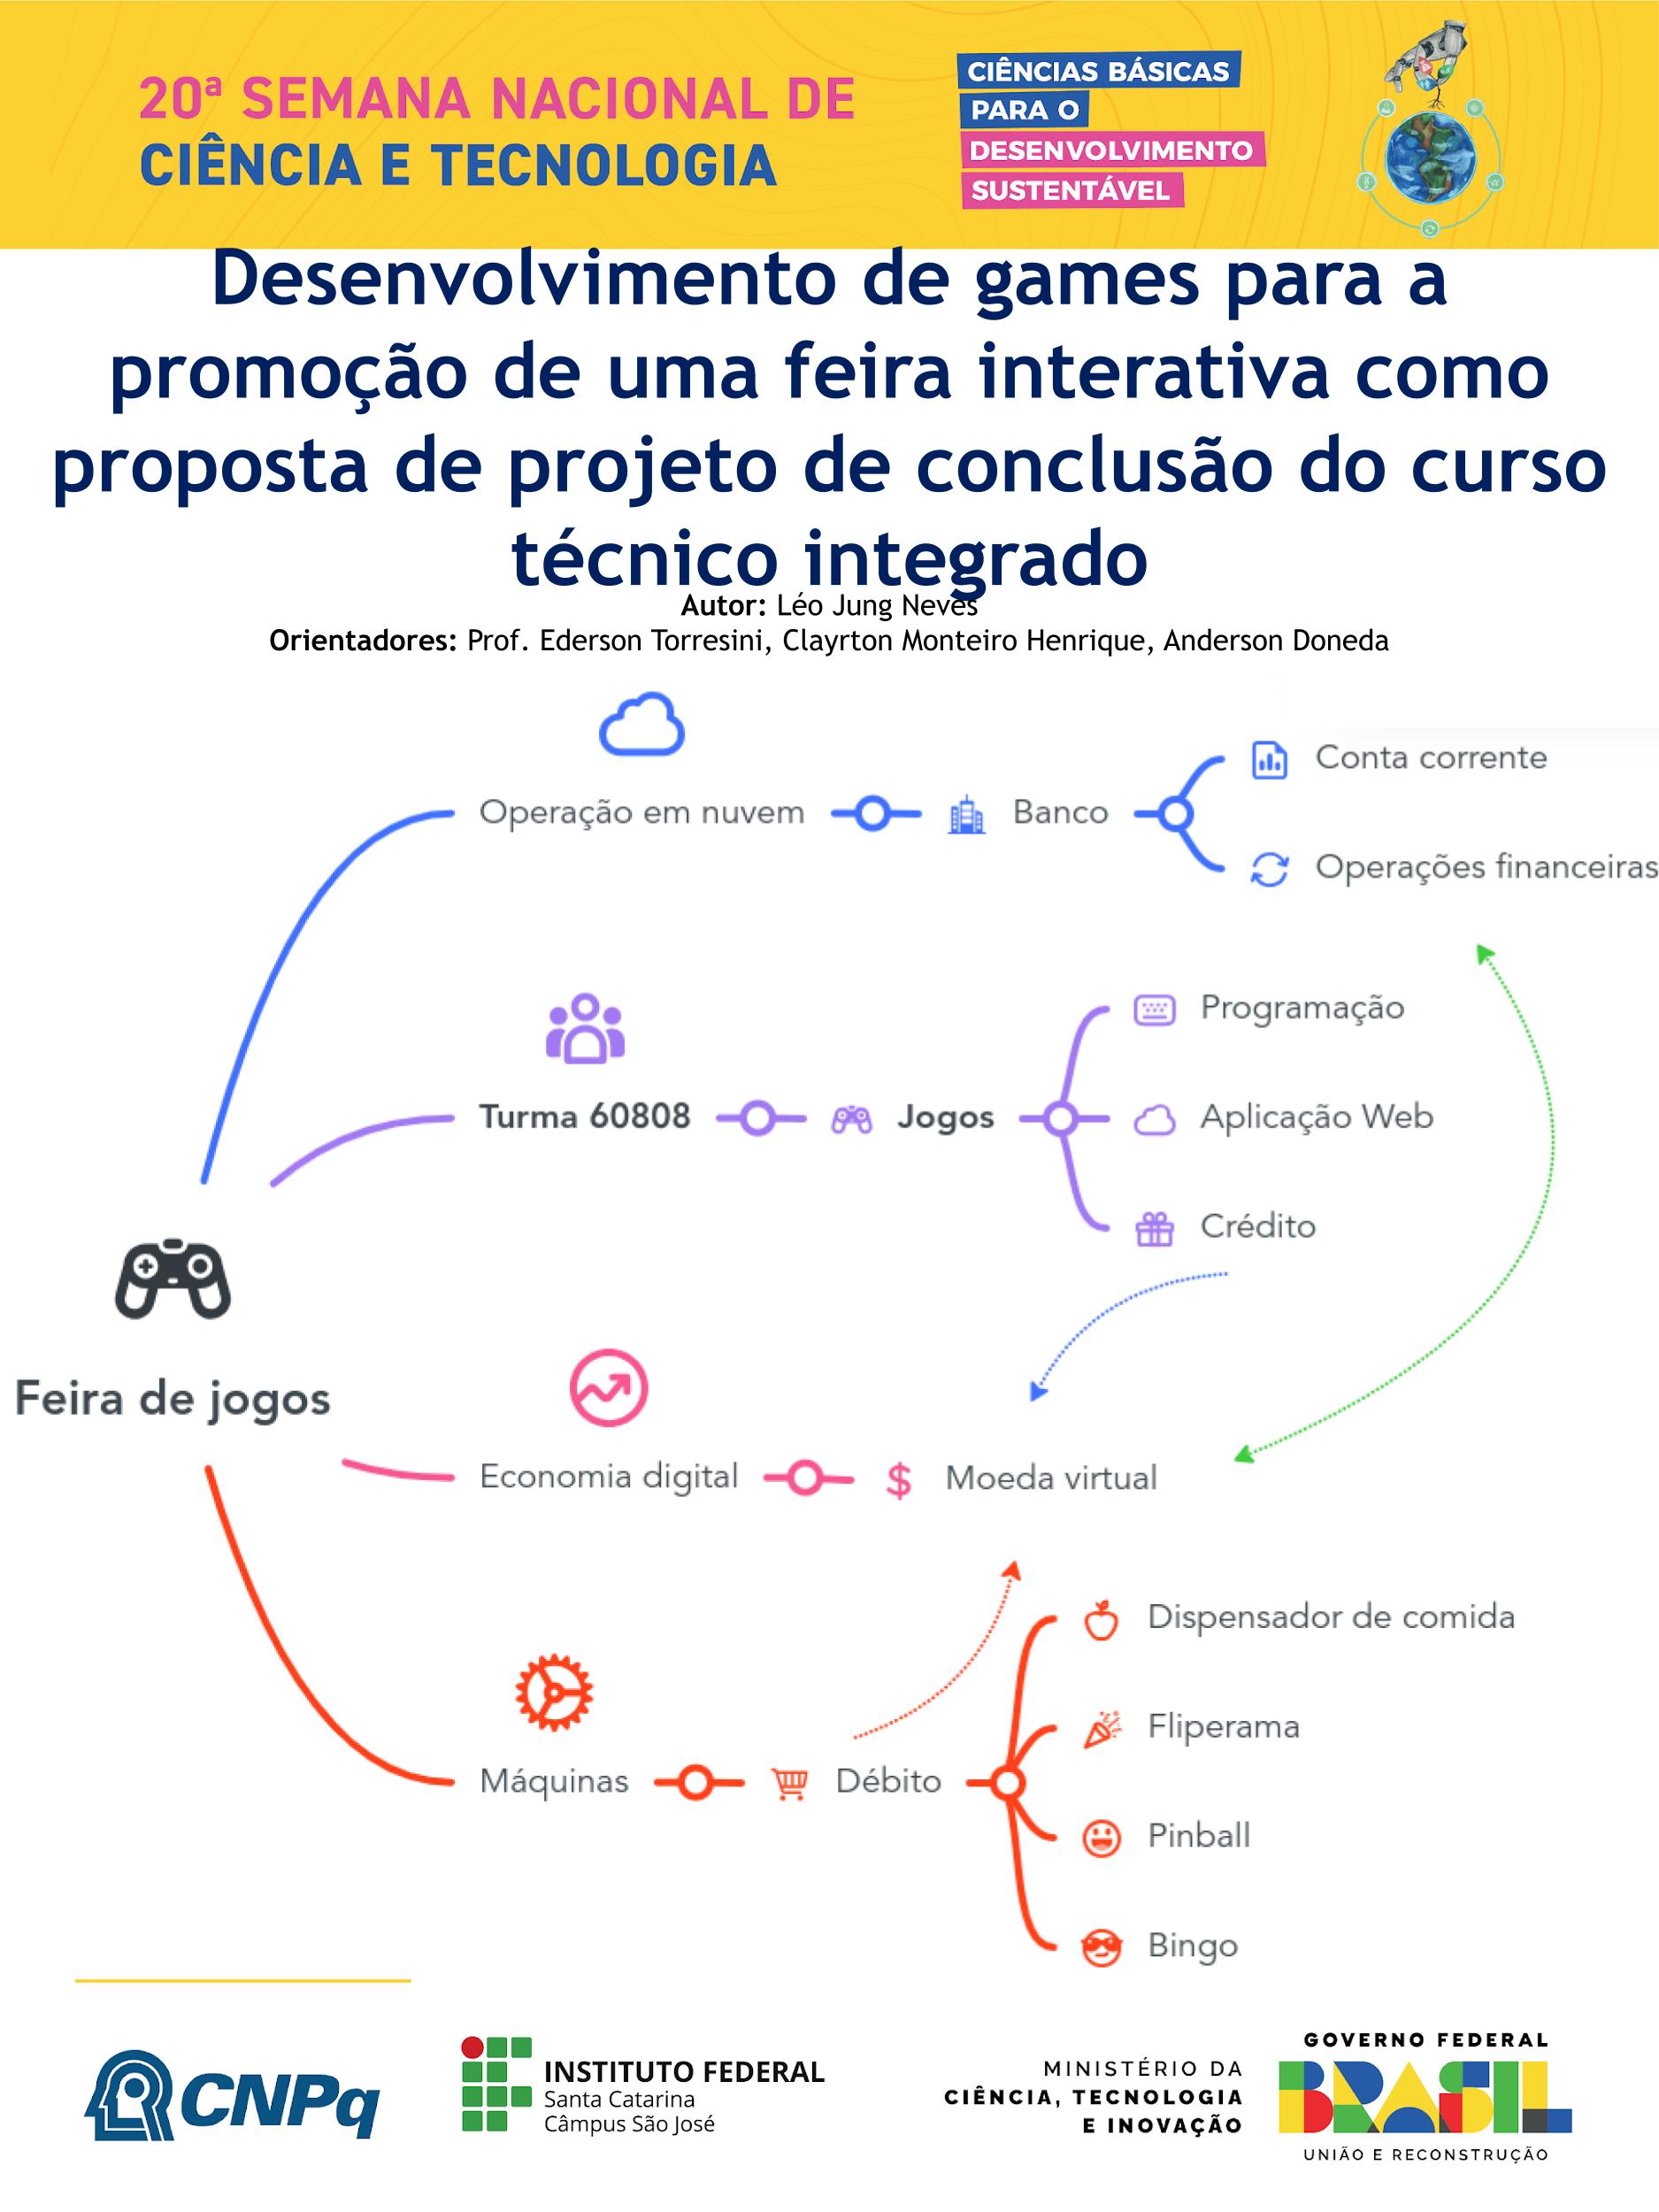 20ª SEMANA NACIONAL DE
CIÊNCIA E TECNOLOGIA
CIÊNCIAS BÁSICAS
PARA O
DESENVOLVIMENTO
SUSTENTÁVEL
Desenvolvimento de games para a
promoção de uma feira interativa como
proposta de projeto de conclusão do curso
técnico integrado
Autor: Léo Jung Neves
Orientadores: Prof. Ederson Torresini, Clayrton Monteiro Henrique, Anderson Doneda
Operação em nuvem
Banco
Conta corrente
Operações financeiras
Turma 60808
Jogos
Programação
Aplicação Web
Crédito
Feira de jogos
Economia digital
$ Moeda virtual
Máquinas
Débito
Dispensador de comida
Fliperama
Pinball
Bingo
CNPq
INSTITUTO FEDERAL
Santa Catarina
Câmpus São José
MINISTÉRIO DA
CIÊNCIA, TECNOLOGIA
E INOVAÇÃO
GOVERNO FEDERAL
BRASIL
UNIÃO E RECONSTRUÇÃO